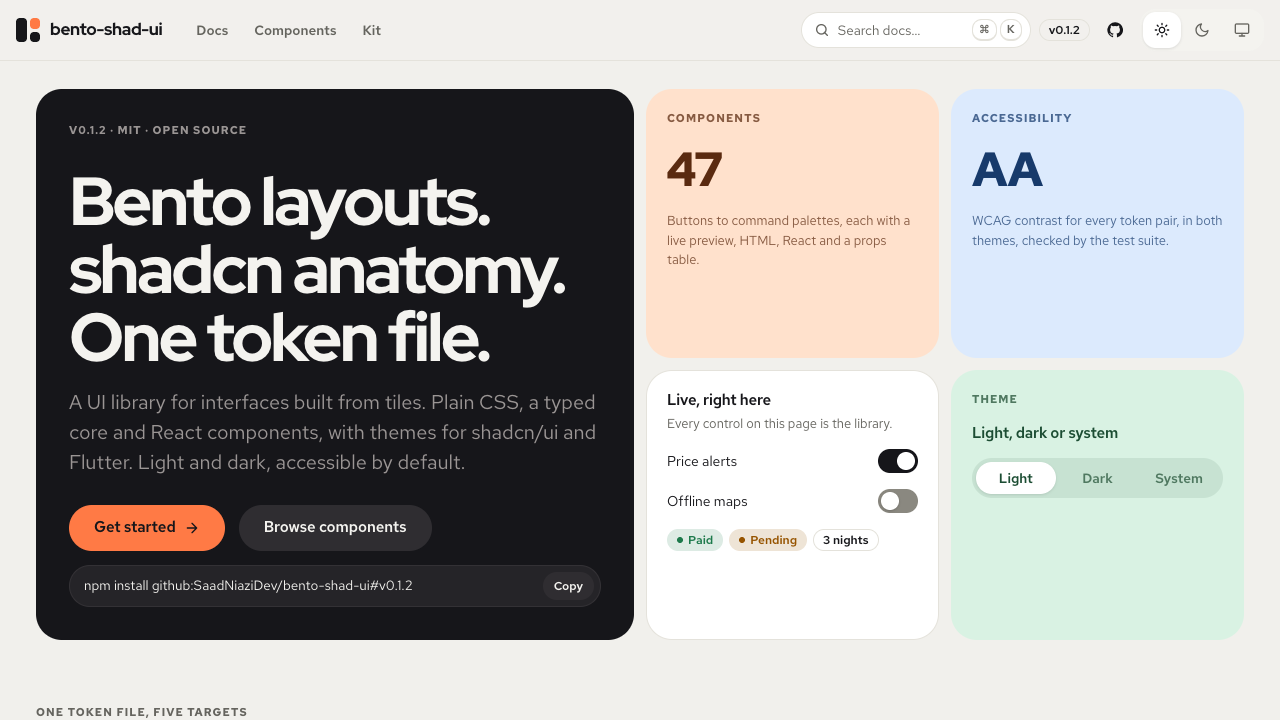 bento-shad-ui
Docs
Components
Kit
Search docs...
⌘
K
v0.1.2
V0.1.2 · MIT · OPEN SOURCE
Bento layouts.
shadcn anatomy.
One token file.
A UI library for interfaces built from tiles. Plain CSS, a typed
core and React components, with themes for shadcn/ui and
Flutter. Light and dark, accessible by default.
Get started →
Browse components
npm install github:SaadNiaziDev/bento-shad-ui#v0.1.2
Copy
COMPONENTS
47
Buttons to command palettes, each with a
live preview, HTML, React and a props
table.
ACCESSIBILITY
AA
WCAG contrast for every token pair, in both
themes, checked by the test suite.
Live, right here
Every control on this page is the library.
Price alerts
Offline maps
Paid
Pending
3 nights
THEME
Light, dark or system
Light
Dark
System
ONE TOKEN FILE, FIVE TARGETS